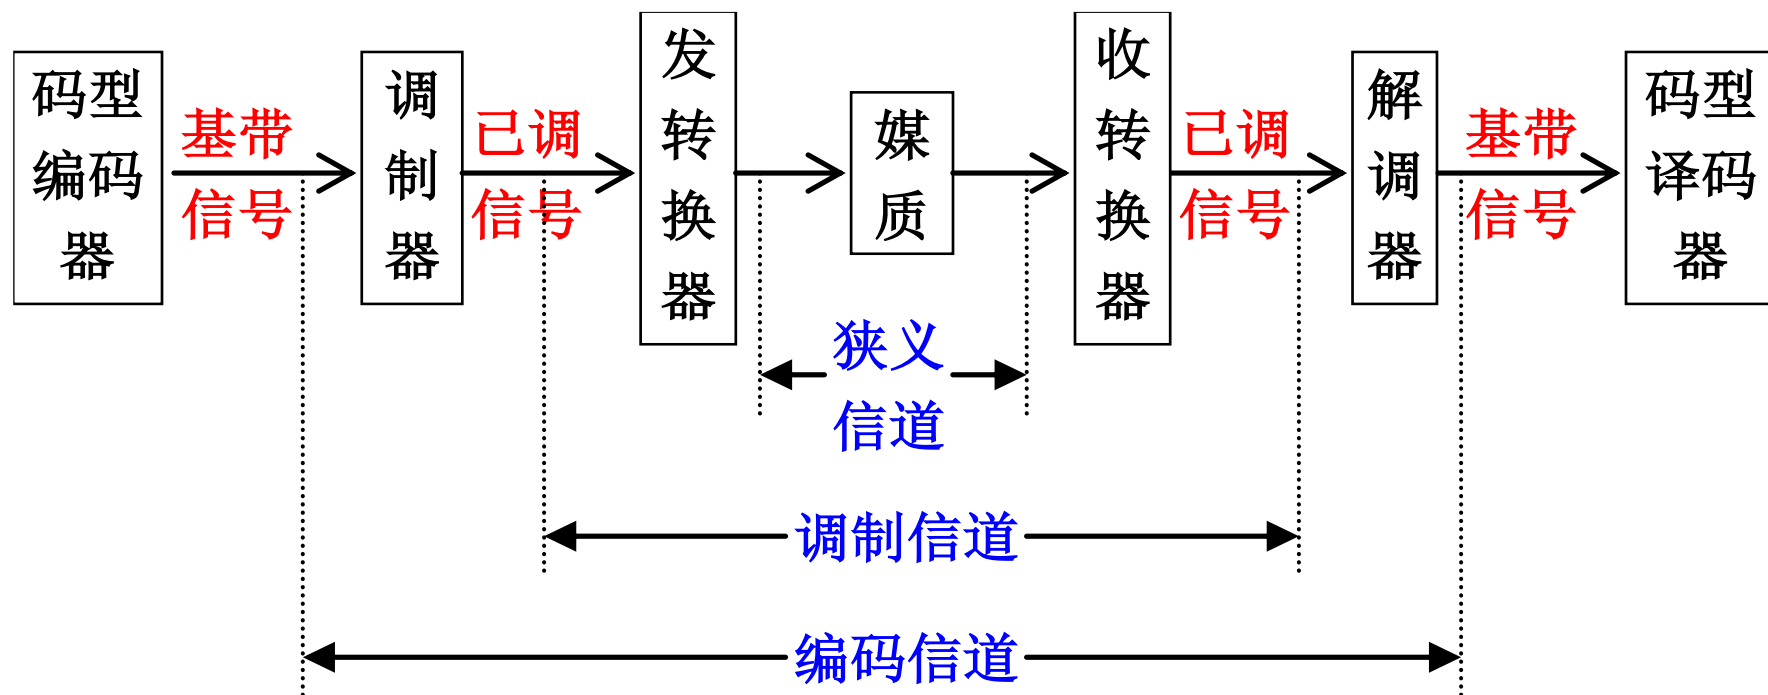 码型
编码
器
基带
信号
调
制
器
已调
信号
发
转
换
器
媒
质
收
转
换
器
已调
信号
解
调
器
基带
信号
码型
译码
器
狭义
信道
调制信道
编码信道